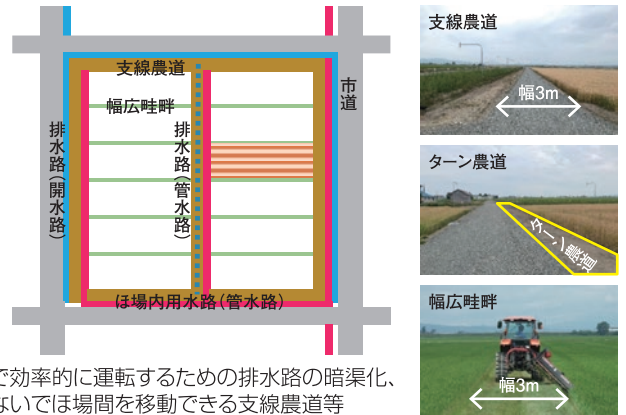 支線農道
幅広畦畔
市道
排水路(開水路)
排水路(管水路)
ほ場内用水路(管水路)
支線農道
幅3m
ターン農道
ターン農道
幅広畦畔
幅3m
で効率的に運転するための排水路の暗渠化、
ないでほ場間を移動できる支線農道等